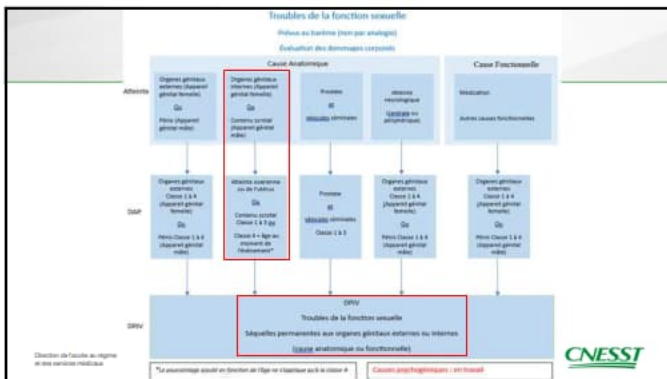 Troubles de la fonction sexuelle
Prévus au barème (non par analogie)
Évaluation des dommages corporels
Cause Anatomique
Cause Fonctionnelle
Atteinte
Organes génitaux
externes (Appareil
génital femelle)
Ou
Pénis (Appareil
génital mâle)
Organes génitaux
internes (Appareil
génital femelle)
Ou
Contenu scrotal
(Appareil génital
mâle)
Prostate
et
vésicules séminales
Atteinte
neurologique
(centrale ou
périphérique)
Médication
Autres causes fonctionnelles
DAP
Organes génitaux
externes
Classe 1 à 4
(Appareil génital
femelle)
Ou
Pénis Classe 1 à 4
(Appareil génital
mâle)
Atteinte ovarienne
ou de l'utérus
Ou
Contenu scrotal
Classe 1 à 3 ou
Classe 4 + âge au
moment de
l'événement*
Prostate
et
vésicules séminales
Classe 1 à 3
Organes génitaux
externes
Classe 1 à 4
(Appareil génital
femelle)
Ou
Pénis Classe 1 à 4
(Appareil génital
mâle)
Organes génitaux
externes
Classe 1 à 4
(Appareil génital
femelle)
Ou
Pénis Classe 1 à 4
(Appareil génital
mâle)
DPJV
DPJV
Troubles de la fonction sexuelle
Séquelles permanentes aux organes génitaux externes ou internes
(cause anatomique ou fonctionnelle)
Direction de l'accès au régime
et des services médicaux
*Le pourcentage ajouté en fonction de l'âge ne s'applique qu'à la classe 4
Causes psychogéniques : en travail
CNESST